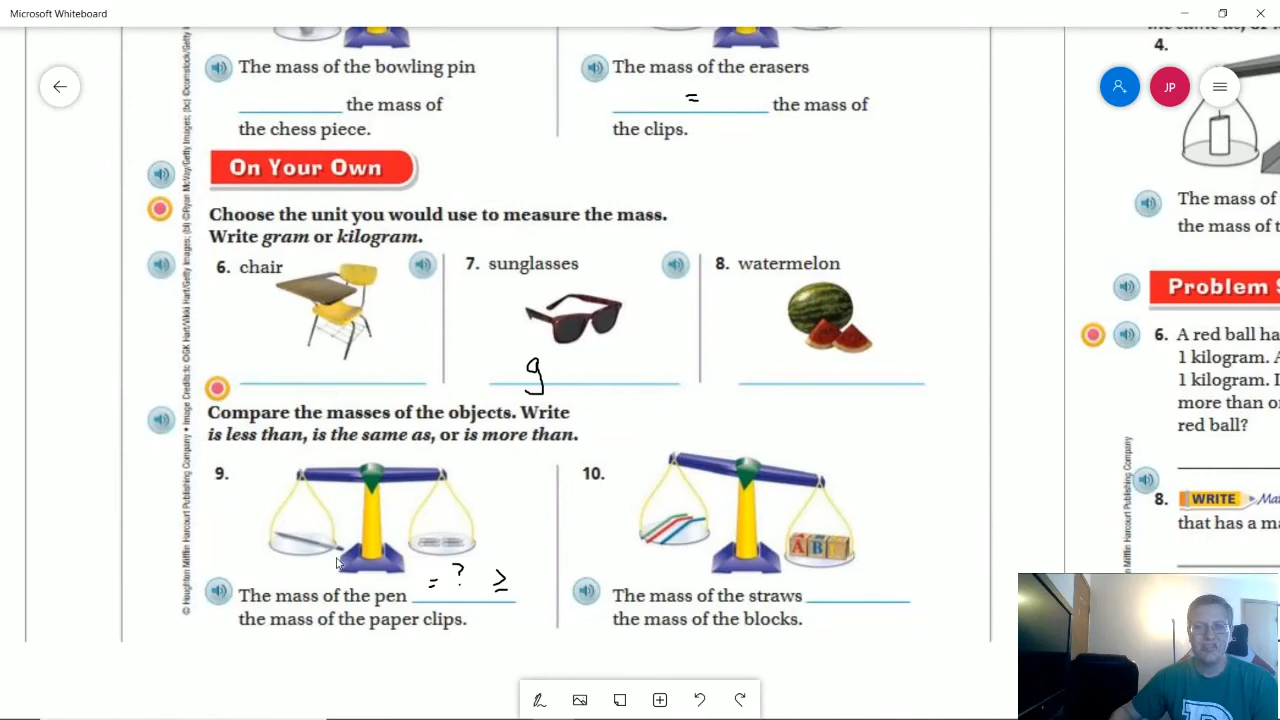 Microsoft Whiteboard
The mass of the bowling pin
the mass of
the chess piece.
The mass of the erasers
= the mass of
the clips.
On Your Own
Choose the unit you would use to measure the mass.
Write gram or kilogram.
6. chair
7. sunglasses
8. watermelon
g
Compare the masses of the objects. Write
is less than, is the same as, or is more than.
9.
10.
A B C
The mass of the pen = ? ≥
the mass of the paper clips.
The mass of the straws
the mass of the blocks.
JP
4.
The mass of
the mass of t
Problem S
6. A red ball ha
1 kilogram. A
1 kilogram. I
more than or
red ball?
8. WRITE Mat
that has a ma
© Houghton Mifflin Harcourt Publishing Company